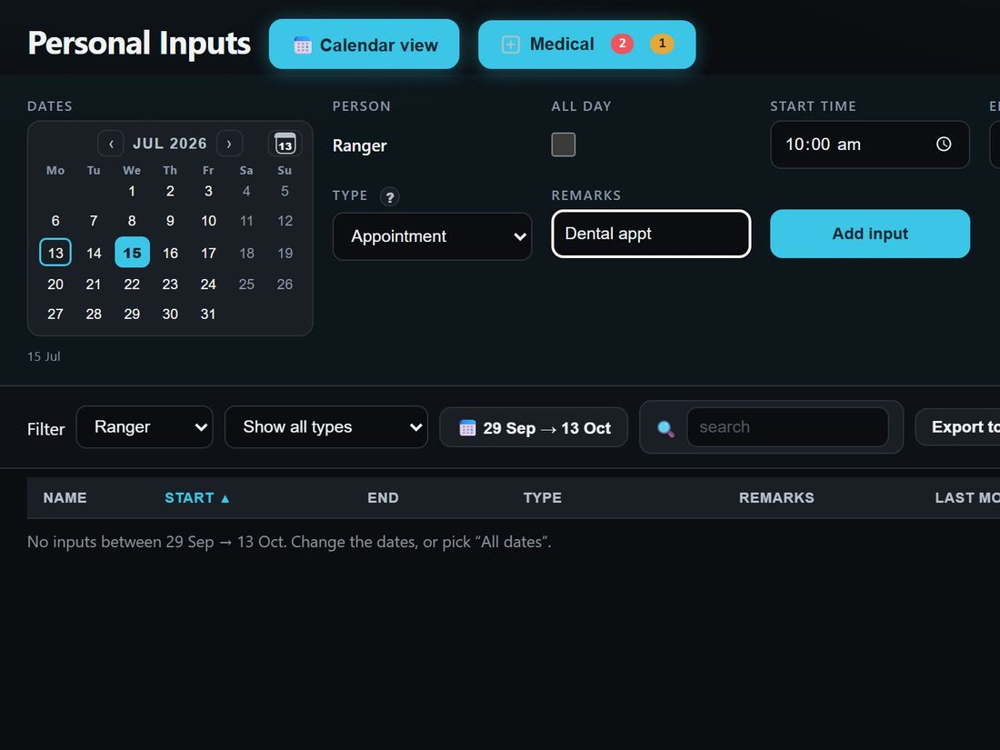 Personal Inputs
Calendar view
Medical 2 1
DATES
PERSON
ALL DAY
START TIME
‹ JUL 2026 ›
13
Mo Tu We Th Fr Sa Su
1 2 3 4 5
6 7 8 9 10 11 12
13 14 15 16 17 18 19
20 21 22 23 24 25 26
27 28 29 30 31
15 Jul
Ranger
10:00 am
TYPE ?
REMARKS
Appointment
Dental appt
Add input
Filter
Ranger
Show all types
29 Sep → 13 Oct
search
Export to
NAME START ▲ END TYPE REMARKS LAST MO
No inputs between 29 Sep → 13 Oct. Change the dates, or pick “All dates”.